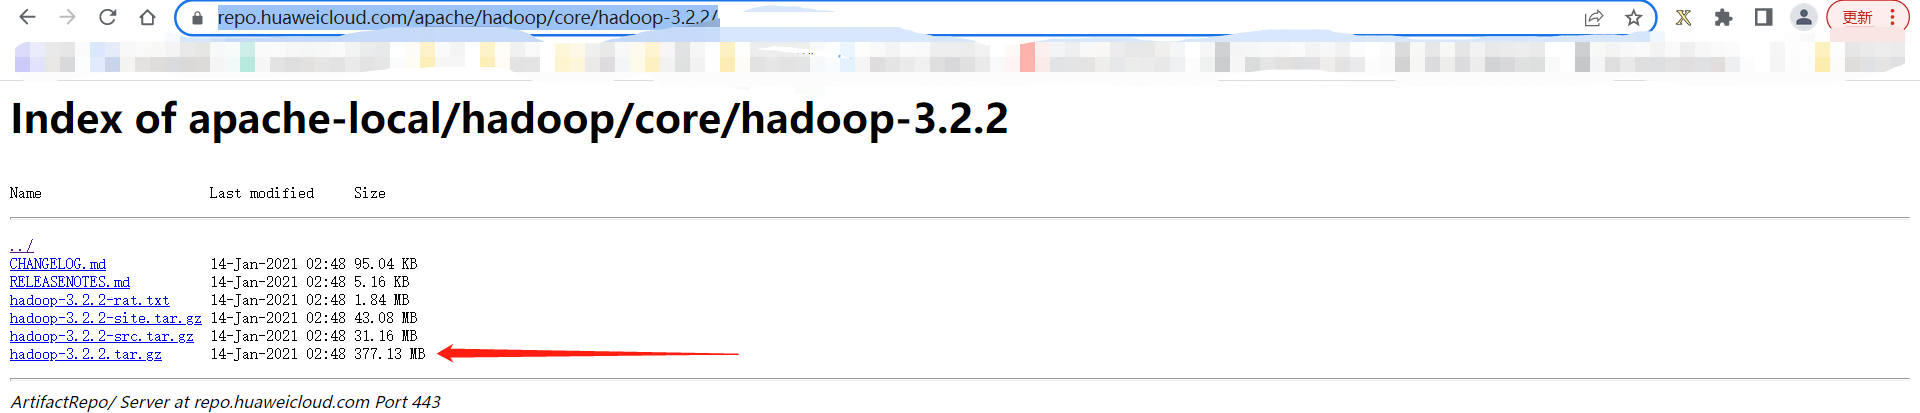 repo.huaweicloud.com/apache/hadoop/core/hadoop-3.2.2/
更新
Index of apache-local/hadoop/core/hadoop-3.2.2
Name Last modified Size
../
CHANGELOG.md 14-Jan-2021 02:48 95.04 KB
RELEASENOTES.md 14-Jan-2021 02:48 5.16 KB
hadoop-3.2.2-rat.txt 14-Jan-2021 02:48 1.84 MB
hadoop-3.2.2-site.tar.gz 14-Jan-2021 02:48 43.08 MB
hadoop-3.2.2-src.tar.gz 14-Jan-2021 02:48 31.16 MB
hadoop-3.2.2.tar.gz 14-Jan-2021 02:48 377.13 MB
ArtifactRepo/ Server at repo.huaweicloud.com Port 443